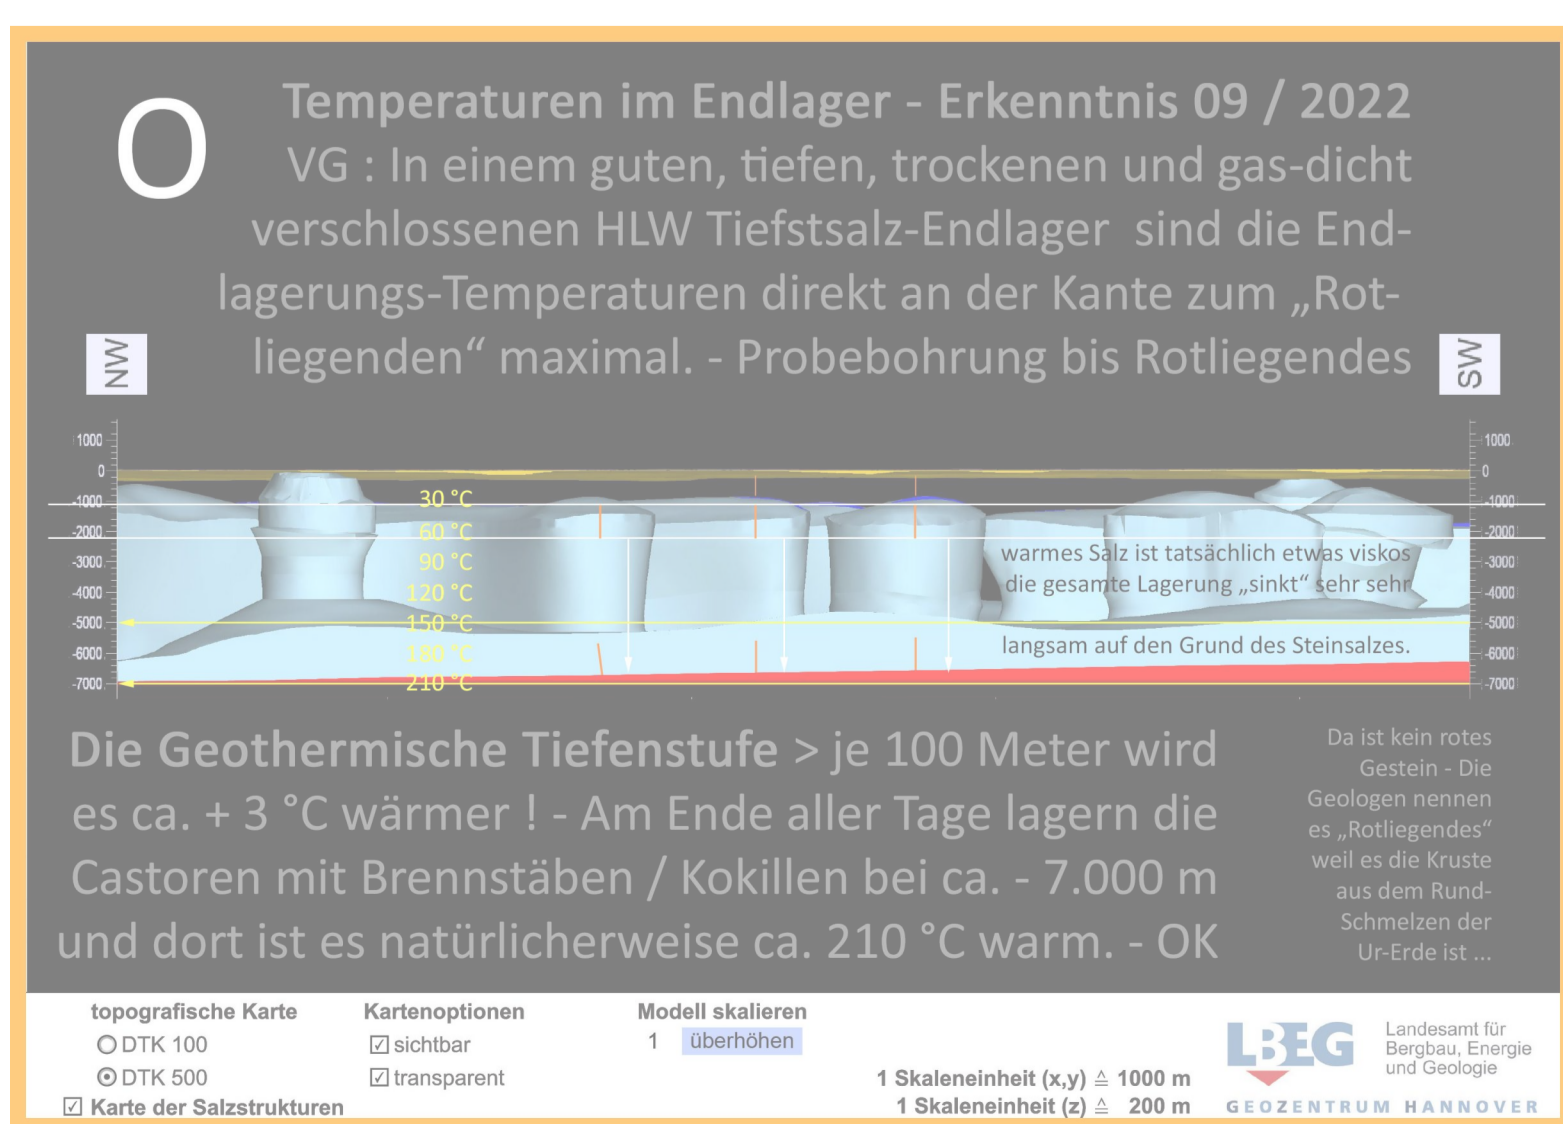 O
Temperaturen im Endlager - Erkenntnis 09 / 2022
VG : In einem guten, tiefen, trockenen und gas-dicht
verschlossenen HLW Tiefstsalz-Endlager sind die End-
lagerungs-Temperaturen direkt an der Kante zum „Rot-
liegenden“ maximal. - Probebohrung bis Rotliegendes
NW
SW
1000
0
-1000
-2000
-3000
-4000
-5000
-6000
-7000
30 °C
60 °C
90 °C
120 °C
150 °C
180 °C
210 °C
warmes Salz ist tatsächlich etwas viskos
die gesamte Lagerung „sinkt“ sehr sehr
langsam auf den Grund des Steinsalzes.
1000
0
-1000
-2000
-3000
-4000
-5000
-6000
-7000
Die Geothermische Tiefenstufe > je 100 Meter wird
es ca. + 3 °C wärmer ! - Am Ende aller Tage lagern die
Castoren mit Brennstäben / Kokillen bei ca. - 7.000 m
und dort ist es natürlicherweise ca. 210 °C warm. - OK
Da ist kein rotes
Gestein - Die
Geologen nennen
es „Rotliegendes“
weil es die Kruste
aus dem Rund-
Schmelzen der
Ur-Erde ist ...
topografische Karte
DTK 100
DTK 500
Karte der Salzstrukturen
Kartenoptionen
sichtbar
transparent
Modell skalieren
1 überhöhen
1 Skaleneinheit (x,y) ≙ 1000 m
1 Skaleneinheit (z) ≙ 200 m
LBEG
Landesamt für
Bergbau, Energie
und Geologie
GEOZENTRUM HANNOVER